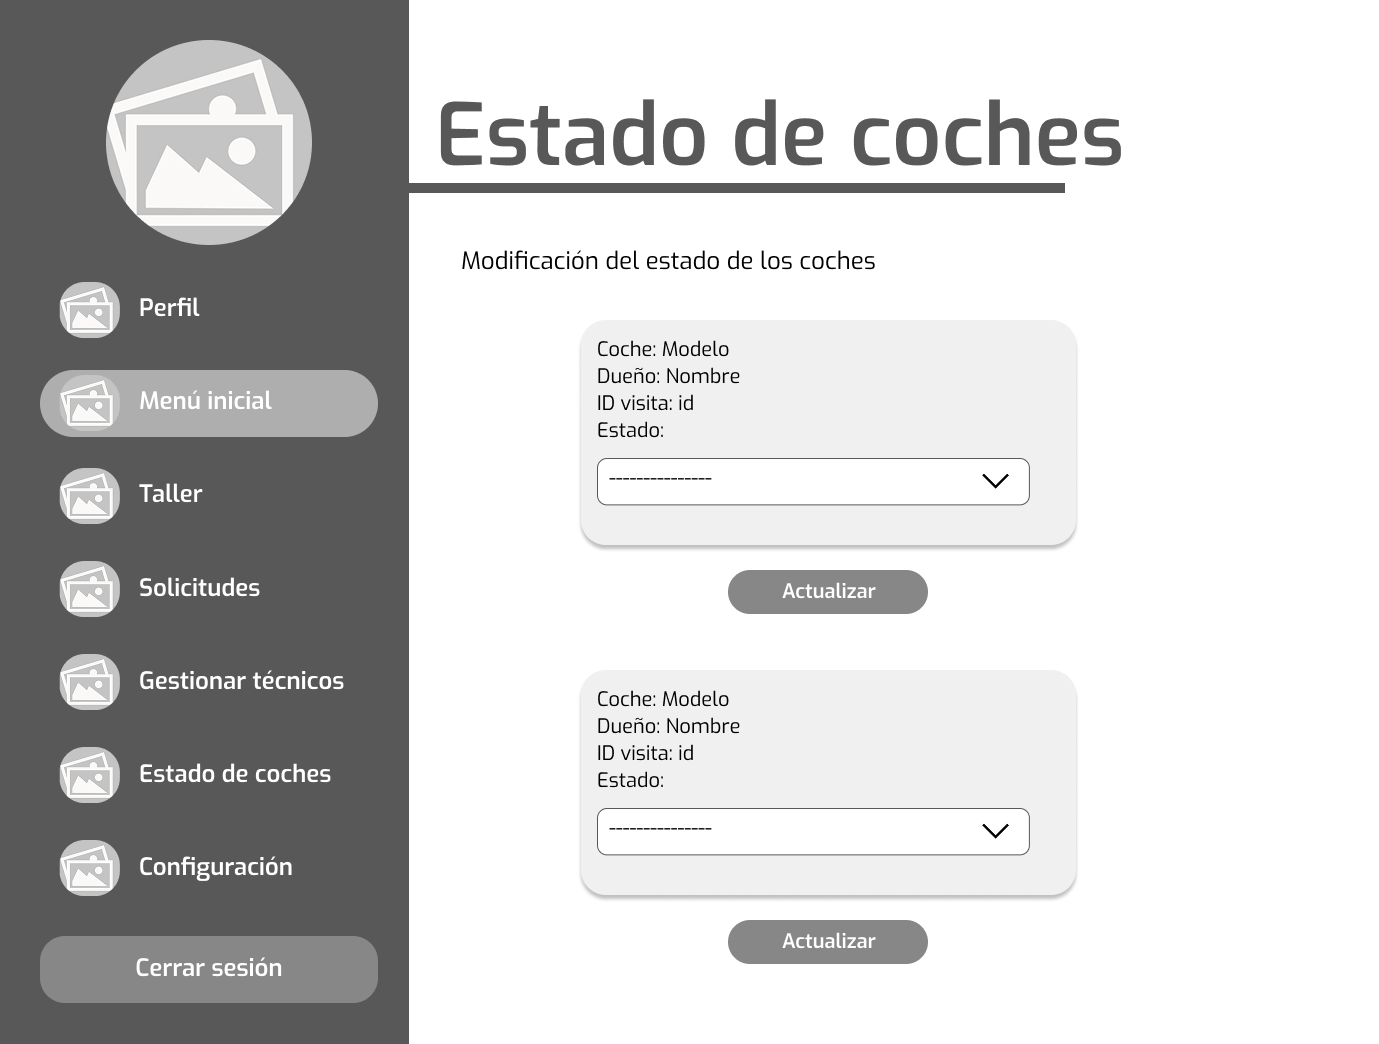 Perfil
Menú inicial
Taller
Solicitudes
Gestionar técnicos
Estado de coches
Configuración
Cerrar sesión
Estado de coches
Modificación del estado de los coches
Coche: Modelo
Dueño: Nombre
ID visita: id
Estado:
---------------
Actualizar
Coche: Modelo
Dueño: Nombre
ID visita: id
Estado:
---------------
Actualizar